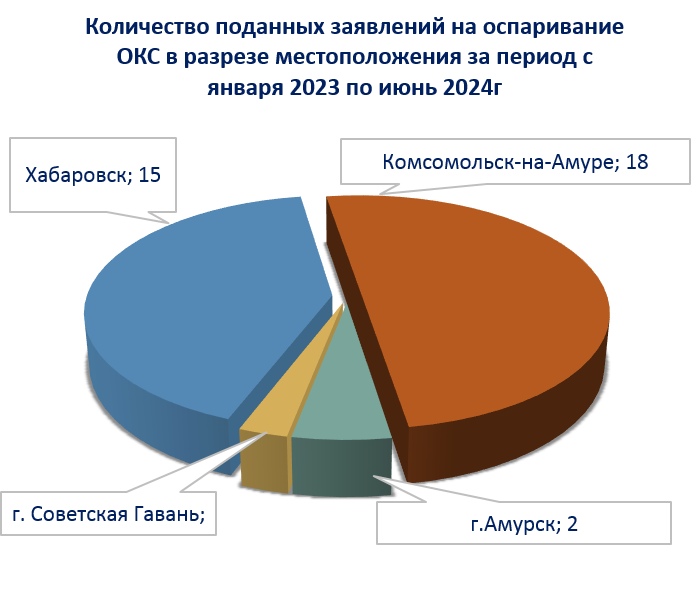 Количество поданных заявлений на оспаривание
ОКС в разрезе местоположения за период с
января 2023 по июнь 2024г
Хабаровск; 15
Комсомольск-на-Амуре; 18
г. Советская Гавань;
г.Амурск; 2